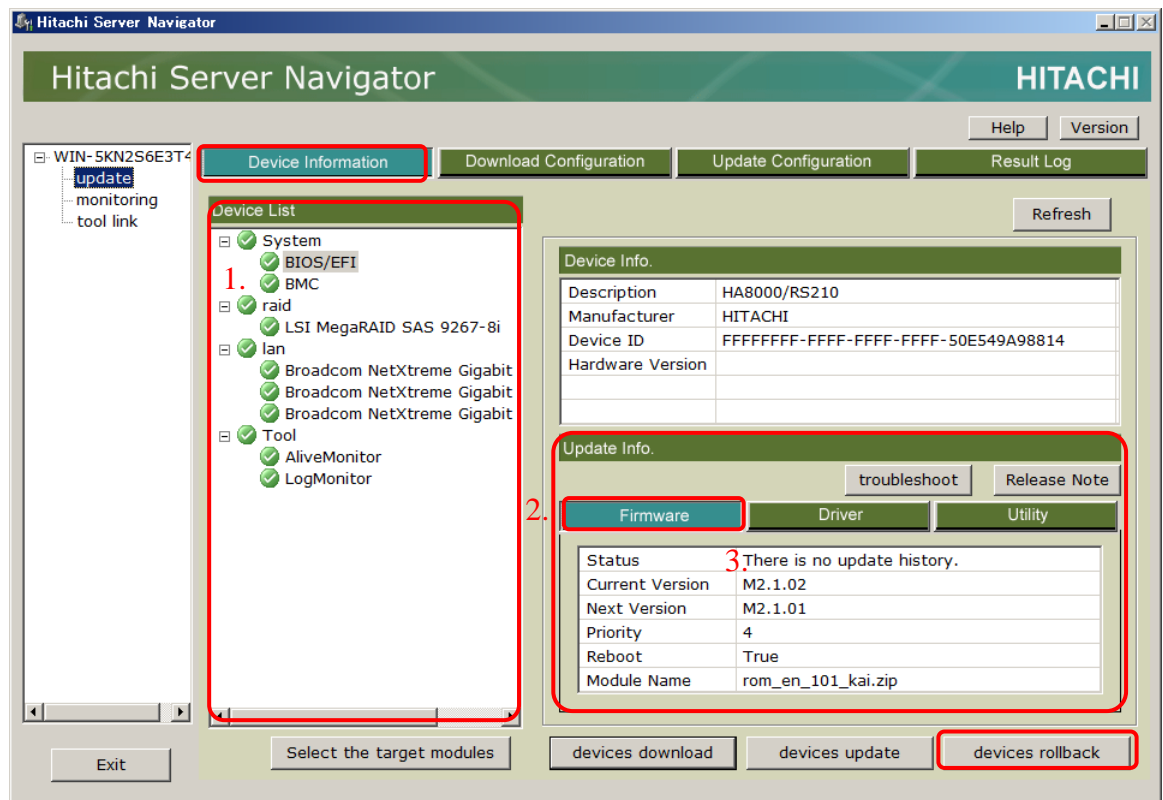 Hitachi Server Navigator
Hitachi Server Navigator
HITACHI
Help
Version
WIN-5KN2S6E3T4
update
monitoring
tool link
Device Information
Download Configuration
Update Configuration
Result Log
Device List
Refresh
System
BIOS/EFI
1.
BMC
raid
LSI MegaRAID SAS 9267-8i
lan
Broadcom NetXtreme Gigabit
Broadcom NetXtreme Gigabit
Broadcom NetXtreme Gigabit
Tool
AliveMonitor
LogMonitor
Device Info.
Description HA8000/RS210
Manufacturer HITACHI
Device ID FFFFFFFF-FFFF-FFFF-FFFF-50E549A98814
Hardware Version
Update Info.
troubleshoot
Release Note
2.
Firmware
Driver
Utility
3.
Status There is no update history.
Current Version M2.1.02
Next Version M2.1.01
Priority 4
Reboot True
Module Name rom_en_101_kai.zip
Exit
Select the target modules
devices download
devices update
devices rollback